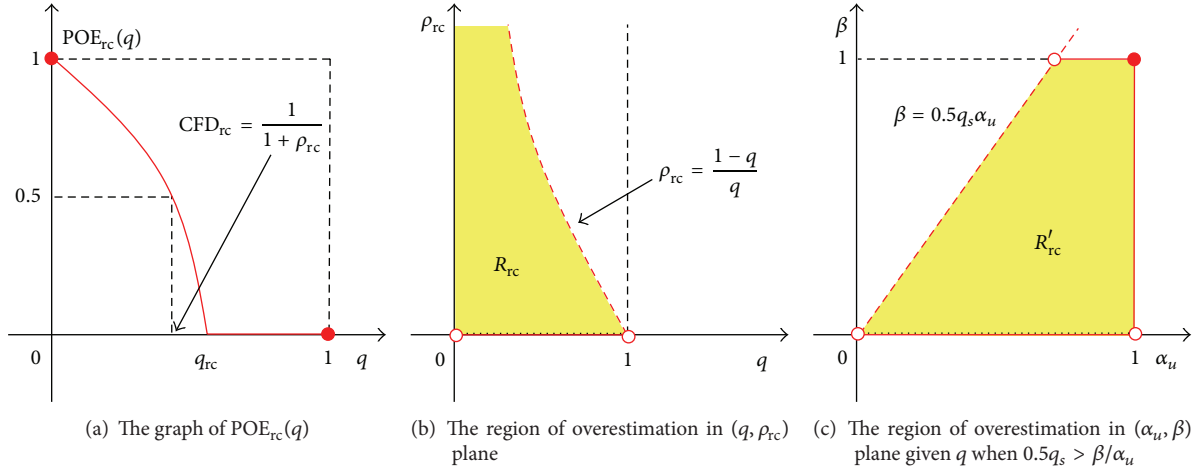 POE_rc(q)
1
CFD_rc = 1/(1 + ρ_rc)
0.5
0
q_rc
1
q
(a) The graph of POE_rc(q)
ρ_rc
ρ_rc = (1 − q)/q
R_rc
0
1
q
(b) The region of overestimation in (q, ρ_rc)
plane
β
1
β = 0.5q_sα_u
R′_rc
0
1
α_u
(c) The region of overestimation in (α_u, β)
plane given q when 0.5q_s > β/α_u